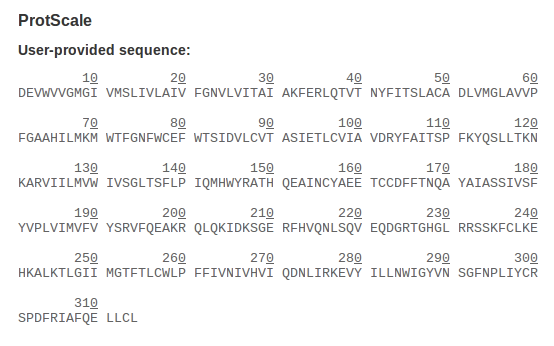 ProtScale
User-provided sequence:
10 20 30 40 50 60
DEVWVVGMGI VMSLIVLAIV FGNVLVITAI AKFERLQTVT NYFITSLACA DLVMGLAVVP
70 80 90 100 110 120
FGAAHILMKM WTFGNFWCEF WTSIDVLCVT ASIETLCVIA VDRYFAITSP FKYQSLLTKN
130 140 150 160 170 180
KARVIILMVW IVSGLTSFLP IQMHWYRATH QEAINCYAEE TCCDFFTNQA YAIASSIVSF
190 200 210 220 230 240
YVPLVIMVFV YSRVFQEAKR QLQKIDKSGE RFHVQNLSQV EQDGRTGHGL RRSSKFCLKE
250 260 270 280 290 300
HKALKTLGII MGTFTLCWLP FFIVNIVHVI QDNLIRKEVY ILLNWIGYVN SGFNPLIYCR
310
SPDFRIAFQE LLCL